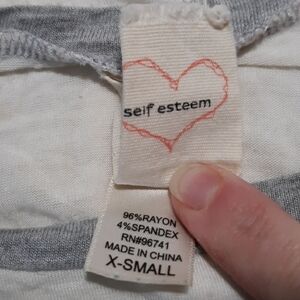 self esteem
96%RAYON
4%SPANDEX
RN#96741
MADE IN CHINA
X-SMALL